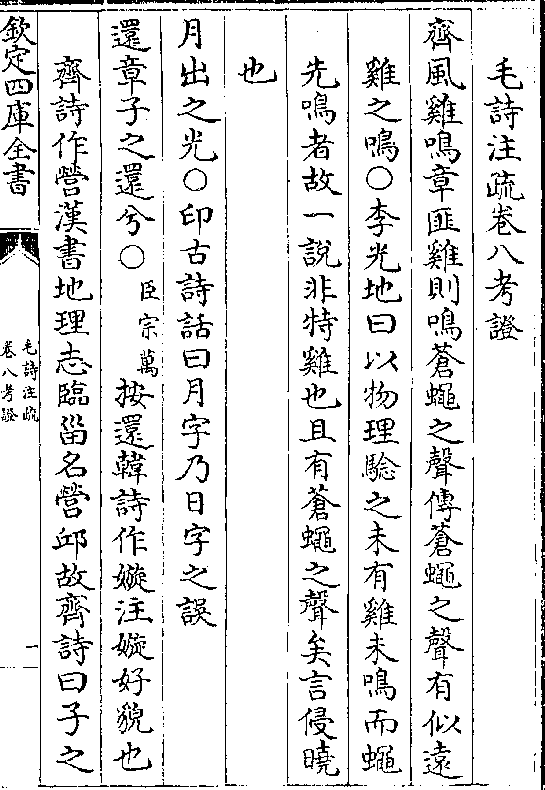 毛詩注疏卷八考證
齊風雞鳴章匪雞則鳴蒼蠅之聲傳蒼蠅之聲有似遠
雞之鳴○李光地曰以物理驗之未有雞未鳴而蠅
先鳴者故一說非特雞也且有蒼蠅之聲矣言侵曉
也
月出之光○印古詩話曰月字乃日字之誤
還章子之還兮○臣宗萬按還韓詩作嫙注嫙好貌也
齊詩作營漢書地理志臨甾名營邱故齊詩曰子之
欽定四庫全書
毛詩注疏
卷八考證
一